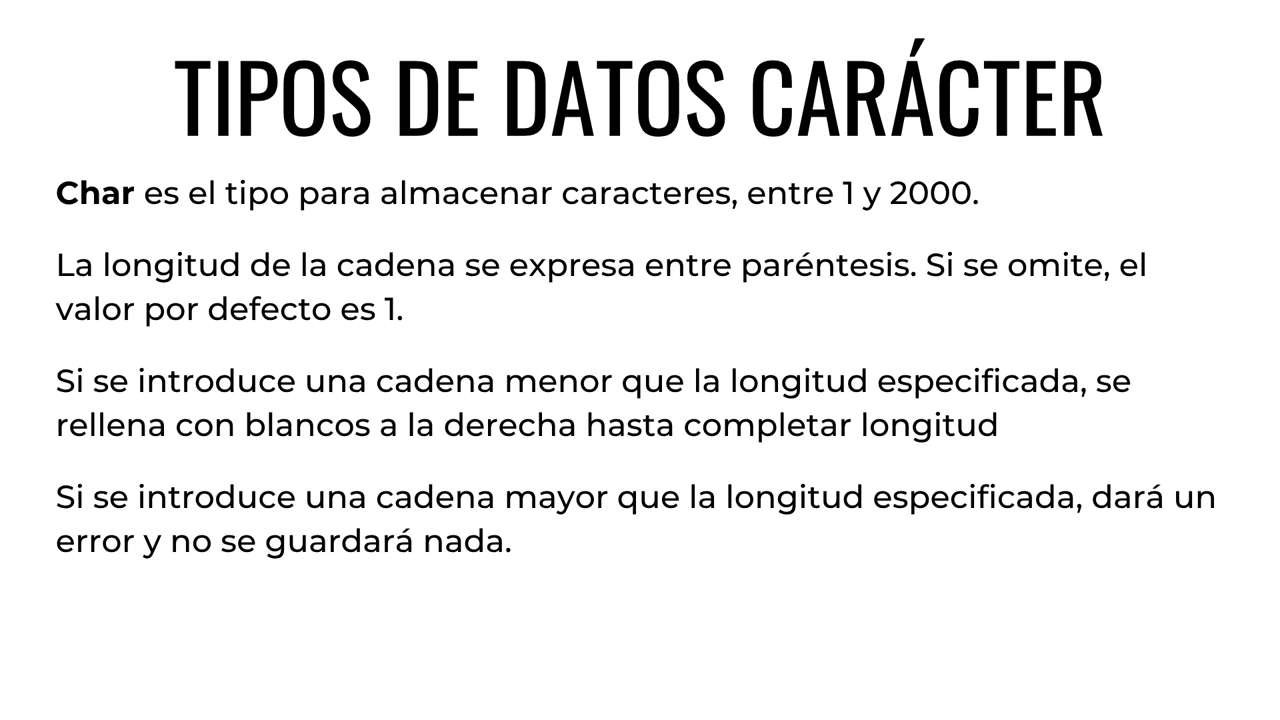 TIPOS DE DATOS CARÁCTER
Char es el tipo para almacenar caracteres, entre 1 y 2000.
La longitud de la cadena se expresa entre paréntesis. Si se omite, el
valor por defecto es 1.
Si se introduce una cadena menor que la longitud especificada, se
rellena con blancos a la derecha hasta completar longitud
Si se introduce una cadena mayor que la longitud especificada, dará un
error y no se guardará nada.